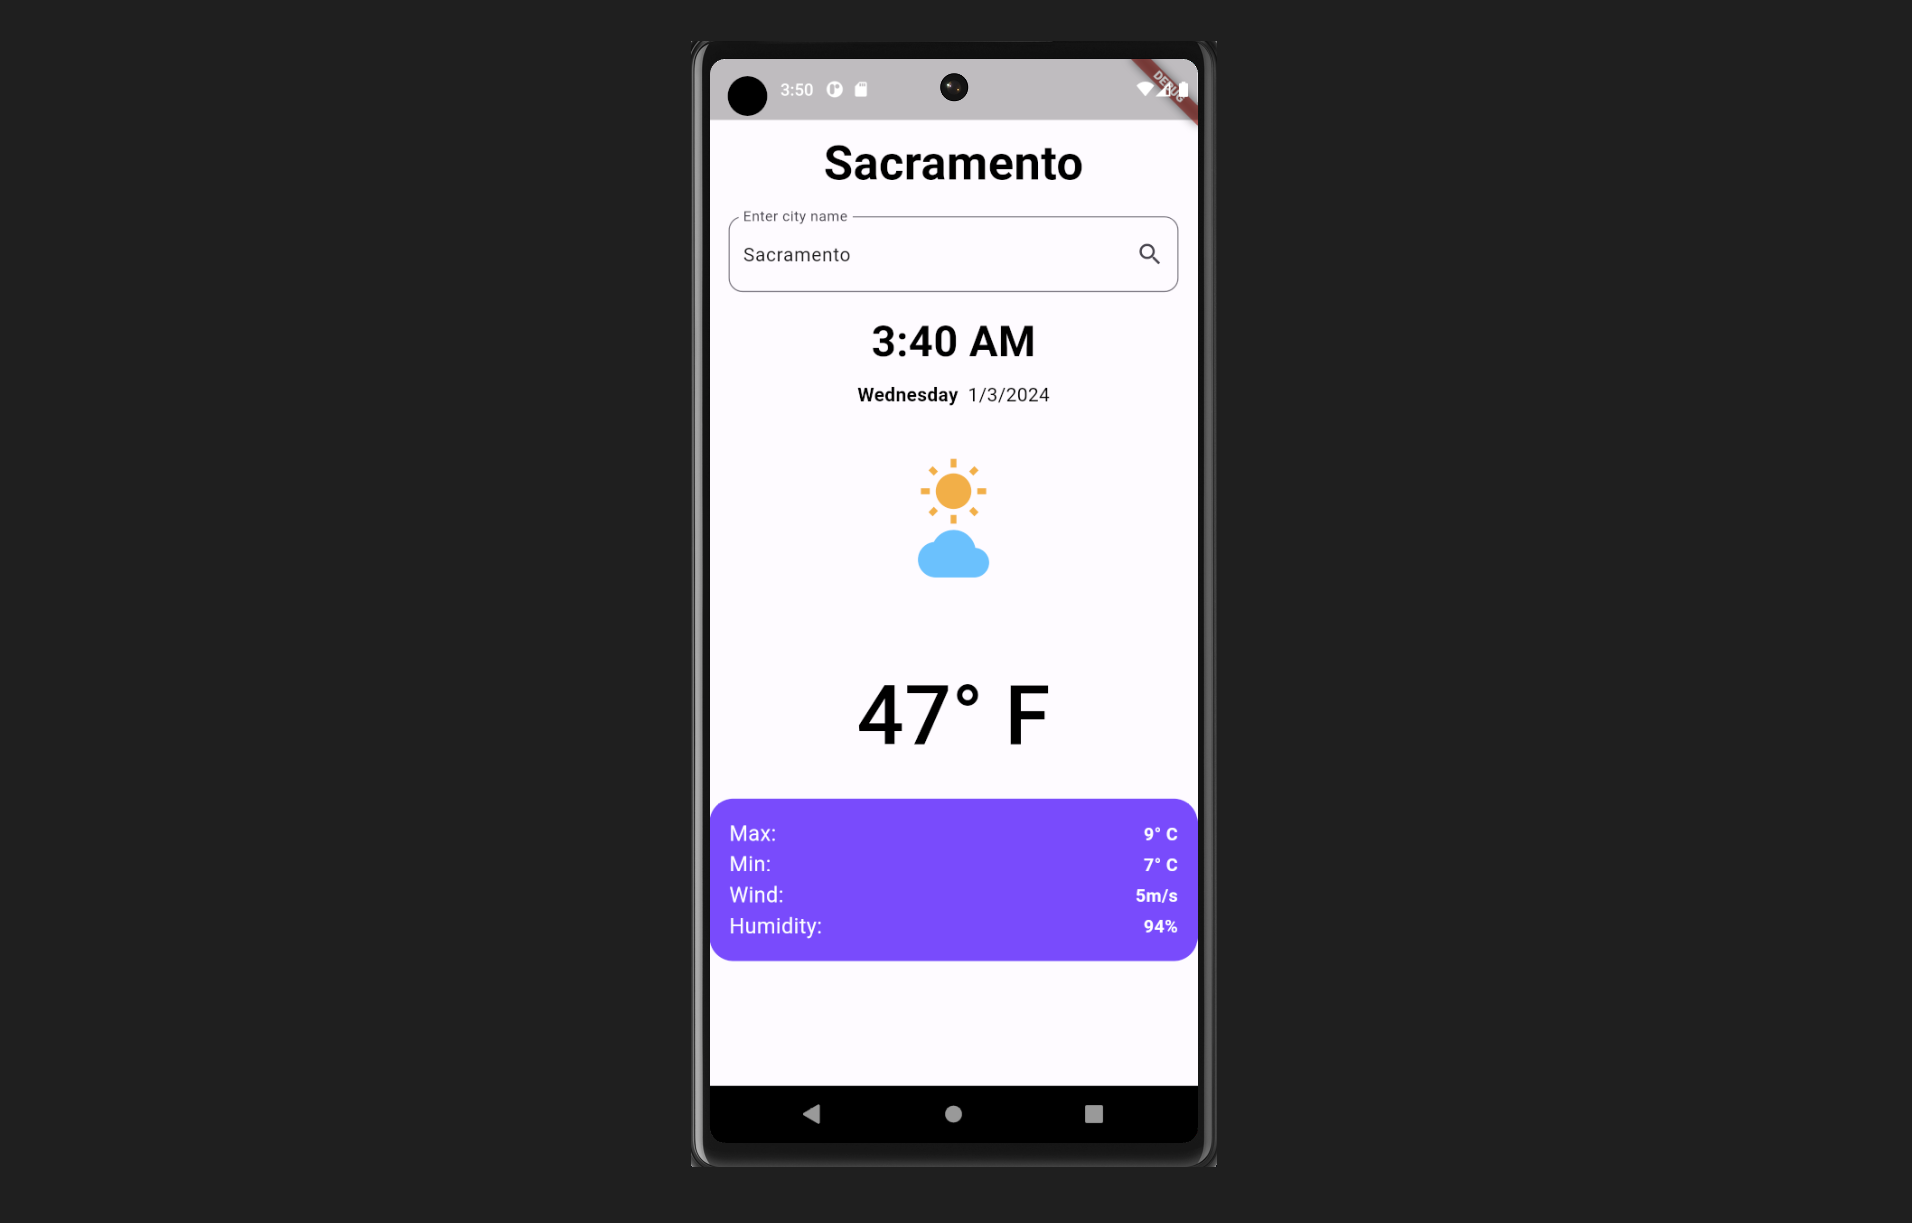 3:50
DEBUG
Sacramento
Enter city name
Sacramento
3:40 AM
Wednesday 1/3/2024
47° F
Max: 9° C
Min: 7° C
Wind: 5m/s
Humidity: 94%